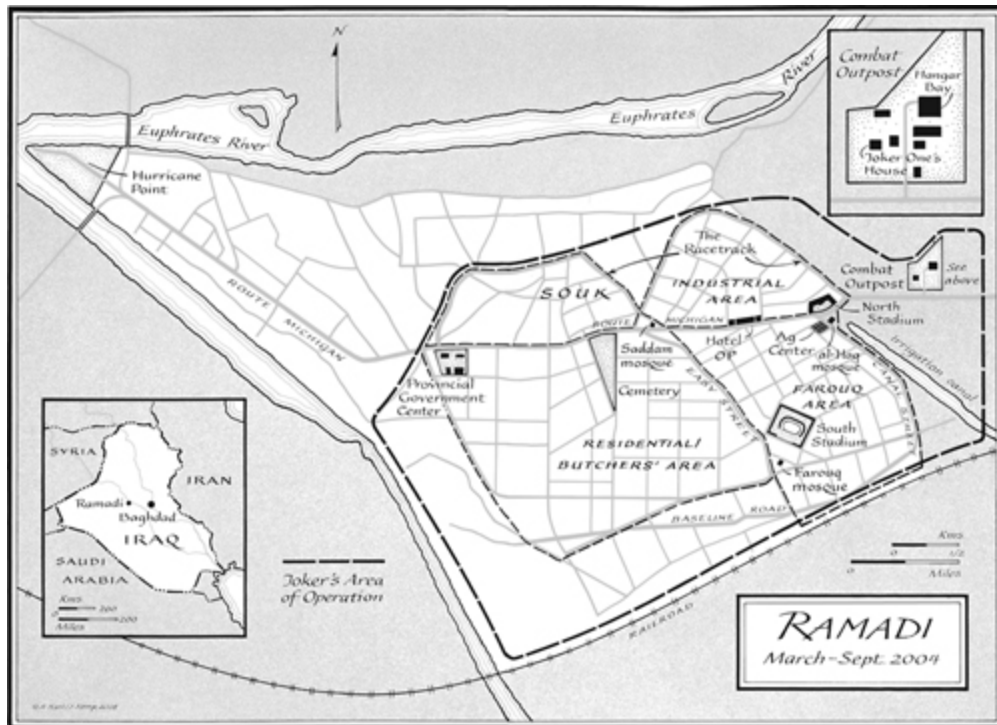 N
Combat
Outpost
Hangar
Bay
Joker One's
House
Euphrates River
Euphrates River
Hurricane
Point
The
Racetrack
Combat
Outpost
See
above
SOUK
INDUSTRIAL
AREA
ROUTE MICHIGAN
ROUTE MICHIGAN
North
Stadium
Saddam
mosque
Hotel
OP
Ag
Center
al-Haq
mosque
Irrigation canal
CANAL STREET
Provincial
Government
Center
Cemetery
EASY STREET
FAROUQ
AREA
South
Stadium
RESIDENTIAL/
BUTCHERS' AREA
Farouq
mosque
BASELINE ROAD
RAILROAD
SYRIA
IRAN
Ramadi
Baghdad
IRAQ
SAUDI
ARABIA
Kms
0 200
Miles 200
Joker's Area
of Operation
Kms
0 1/2
0
Miles
RAMADI
March–Sept. 2004